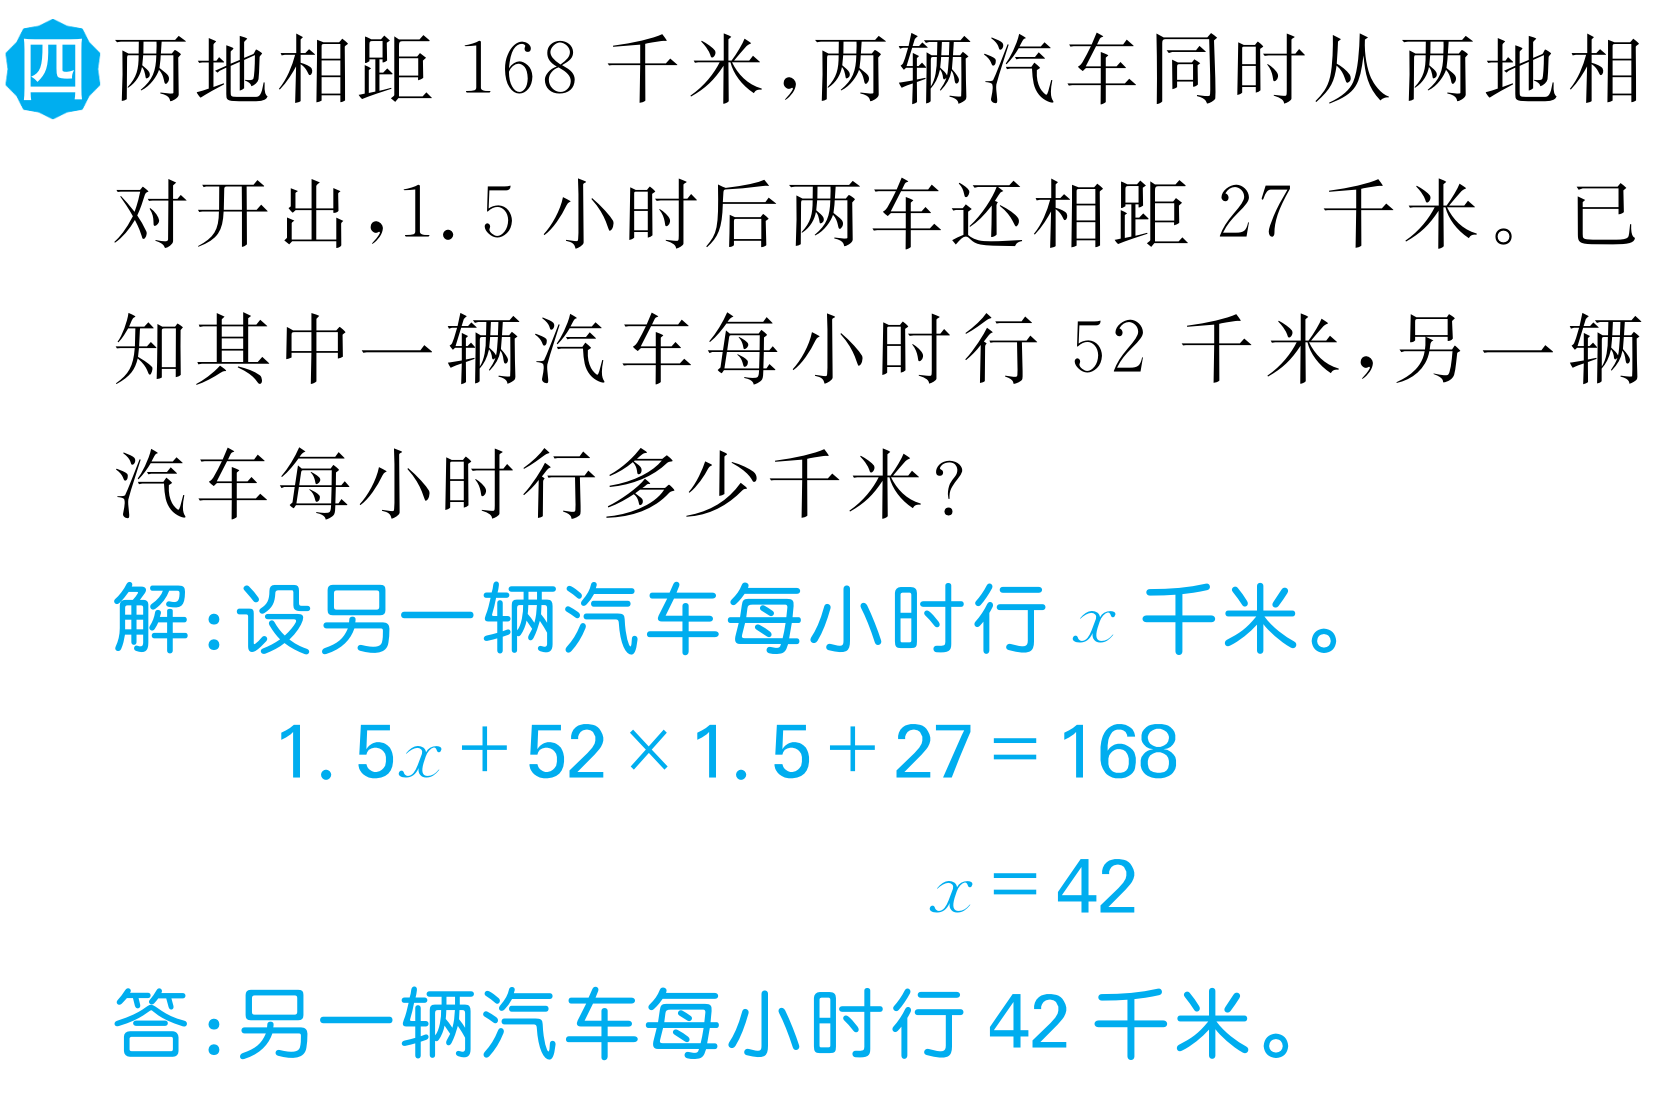 四 两地相距 168 千米,两辆汽车同时从两地相
对开出,1.5 小时后两车还相距 27 千米。已
知其中一辆汽车每小时行 52 千米,另一辆
汽车每小时行多少千米?
解:设另一辆汽车每小时行 x 千米。
1.5x+52×1.5+27=168
x=42
答:另一辆汽车每小时行 42 千米。